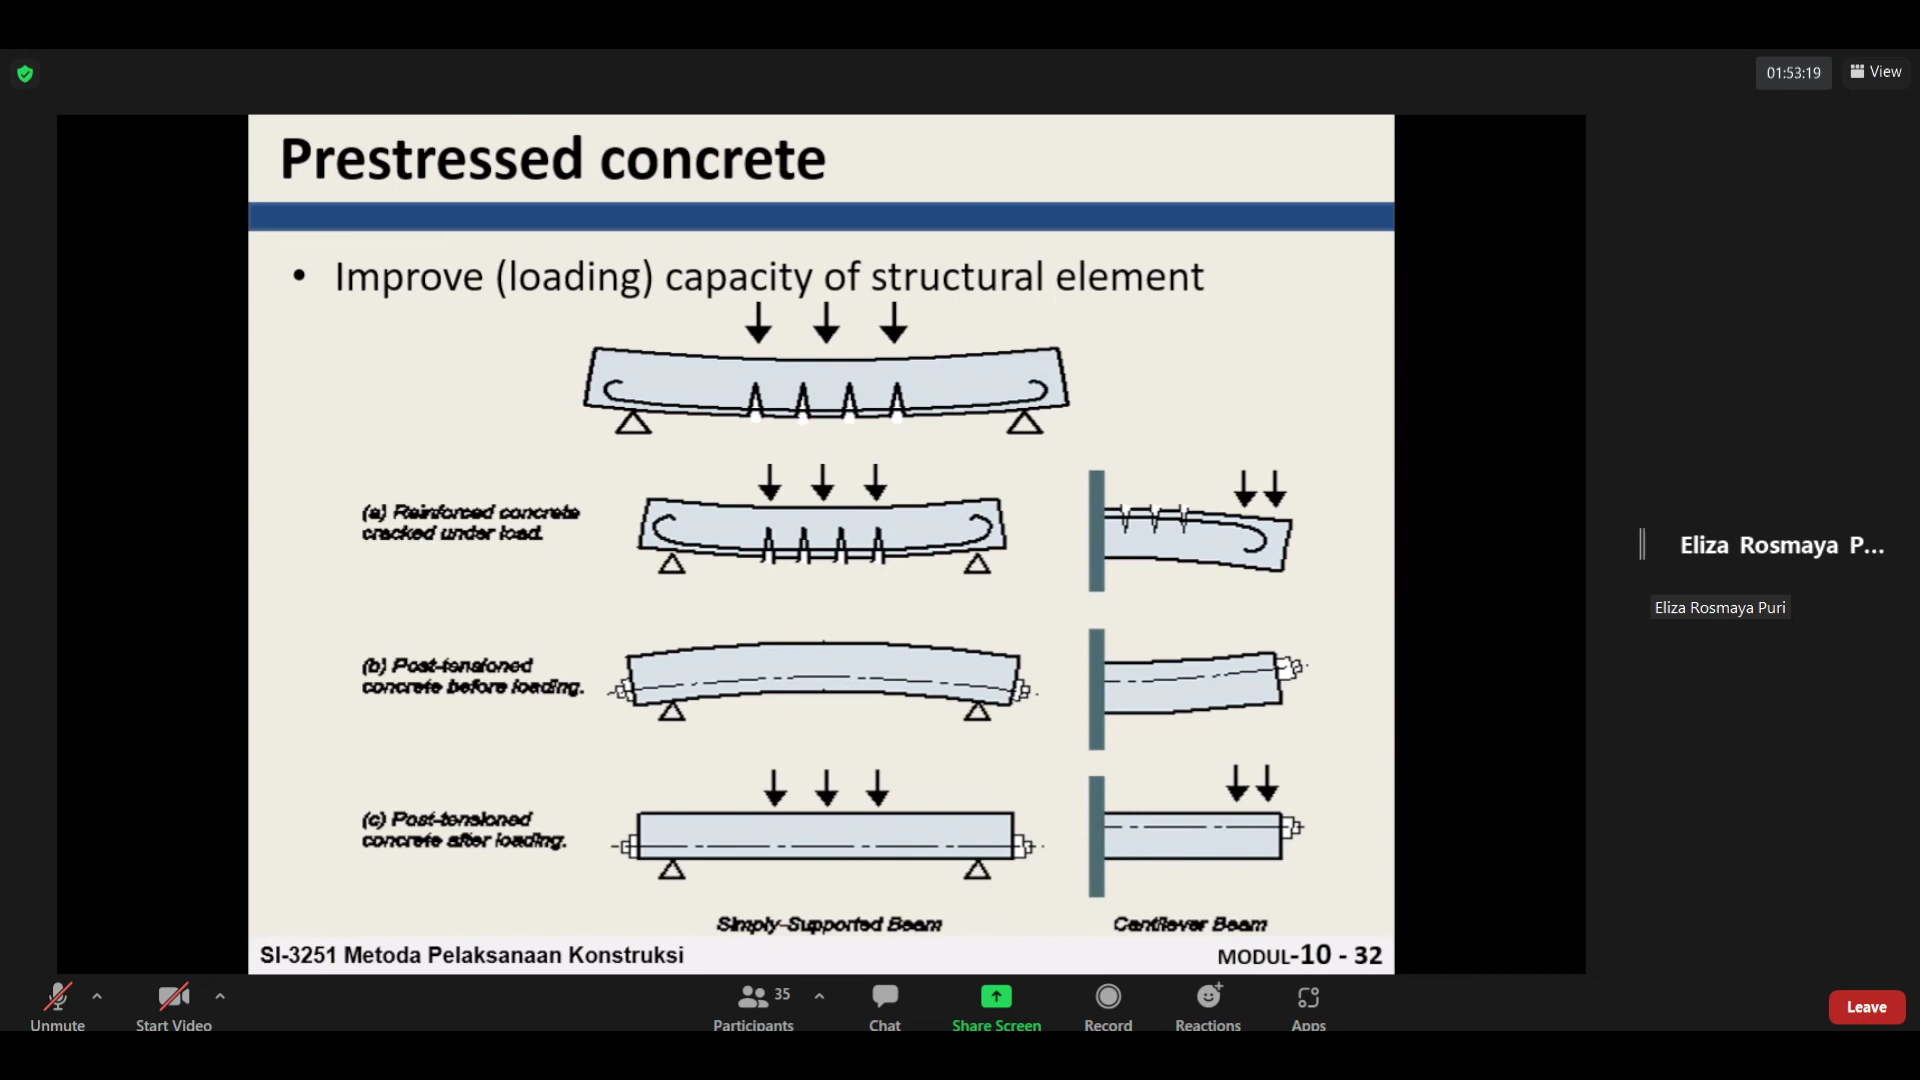 01:53:19
View
Prestressed concrete
• Improve (loading) capacity of structural element
(a) Reinforced concrete
cracked under load.
(b) Post-tensioned
concrete before loading.
(c) Post-tensioned
concrete after loading.
Simply-Supported Beam
Cantilever Beam
SI-3251 Metoda Pelaksanaan Konstruksi
MODUL-10 - 32
Eliza Rosmaya P...
Eliza Rosmaya Puri
Unmute
Start Video
35
Participants
Chat
Share Screen
Record
Reactions
Apps
Leave